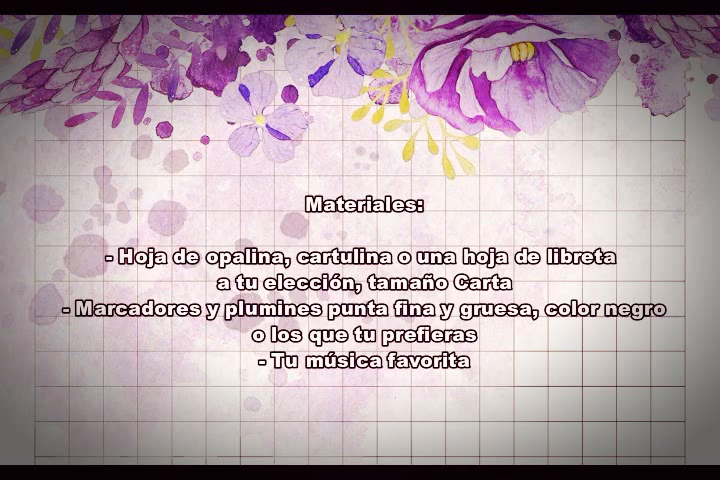 Materiales:
- Hoja de opalina, cartulina o una hoja de libreta
a tu elección, tamaño Carta
- Marcadores y plumines punta fina y gruesa, color negro
o los que tu prefieras
- Tu música favorita